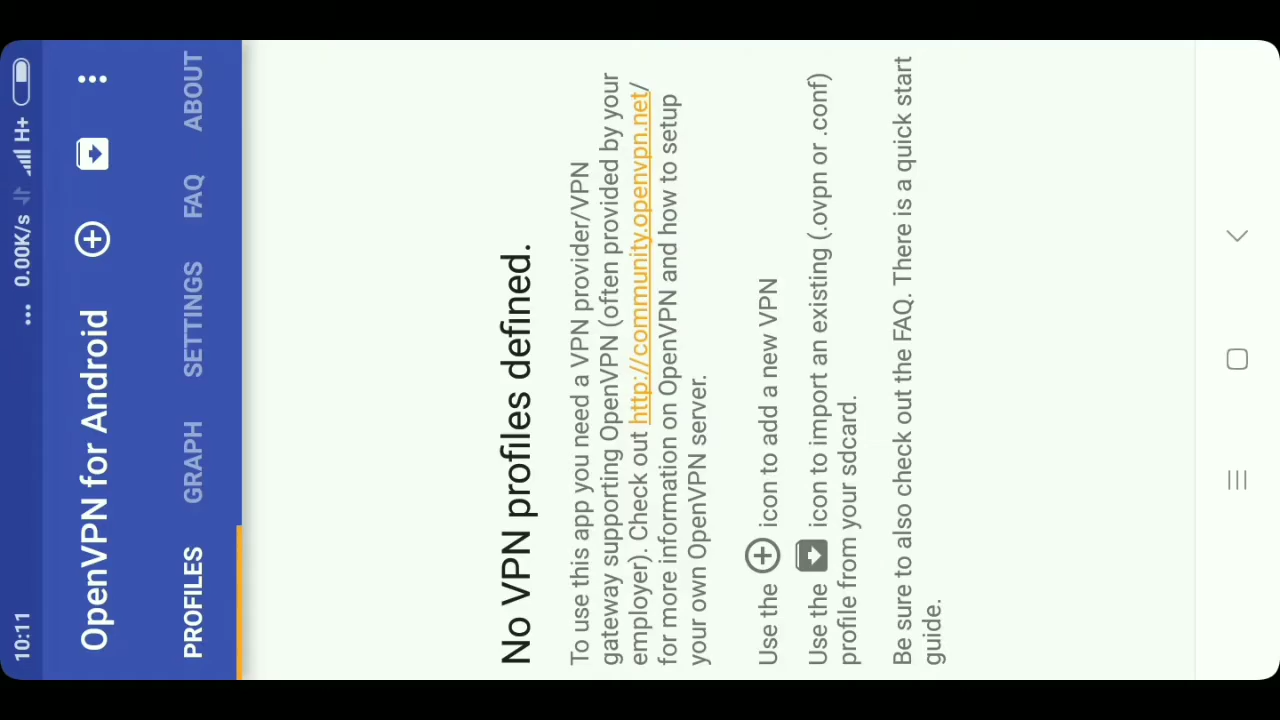 10:11 ... 0.00K/s H+
OpenVPN for Android
PROFILES GRAPH SETTINGS FAQ ABOUT
No VPN profiles defined.
To use this app you need a VPN provider/VPN
gateway supporting OpenVPN (often provided by your
employer). Check out http://community.openvpn.net/
for more information on OpenVPN and how to setup
your own OpenVPN server.
Use the icon to add a new VPN
Use the icon to import an existing (.ovpn or .conf)
profile from your sdcard.
Be sure to also check out the FAQ. There is a quick start
guide.